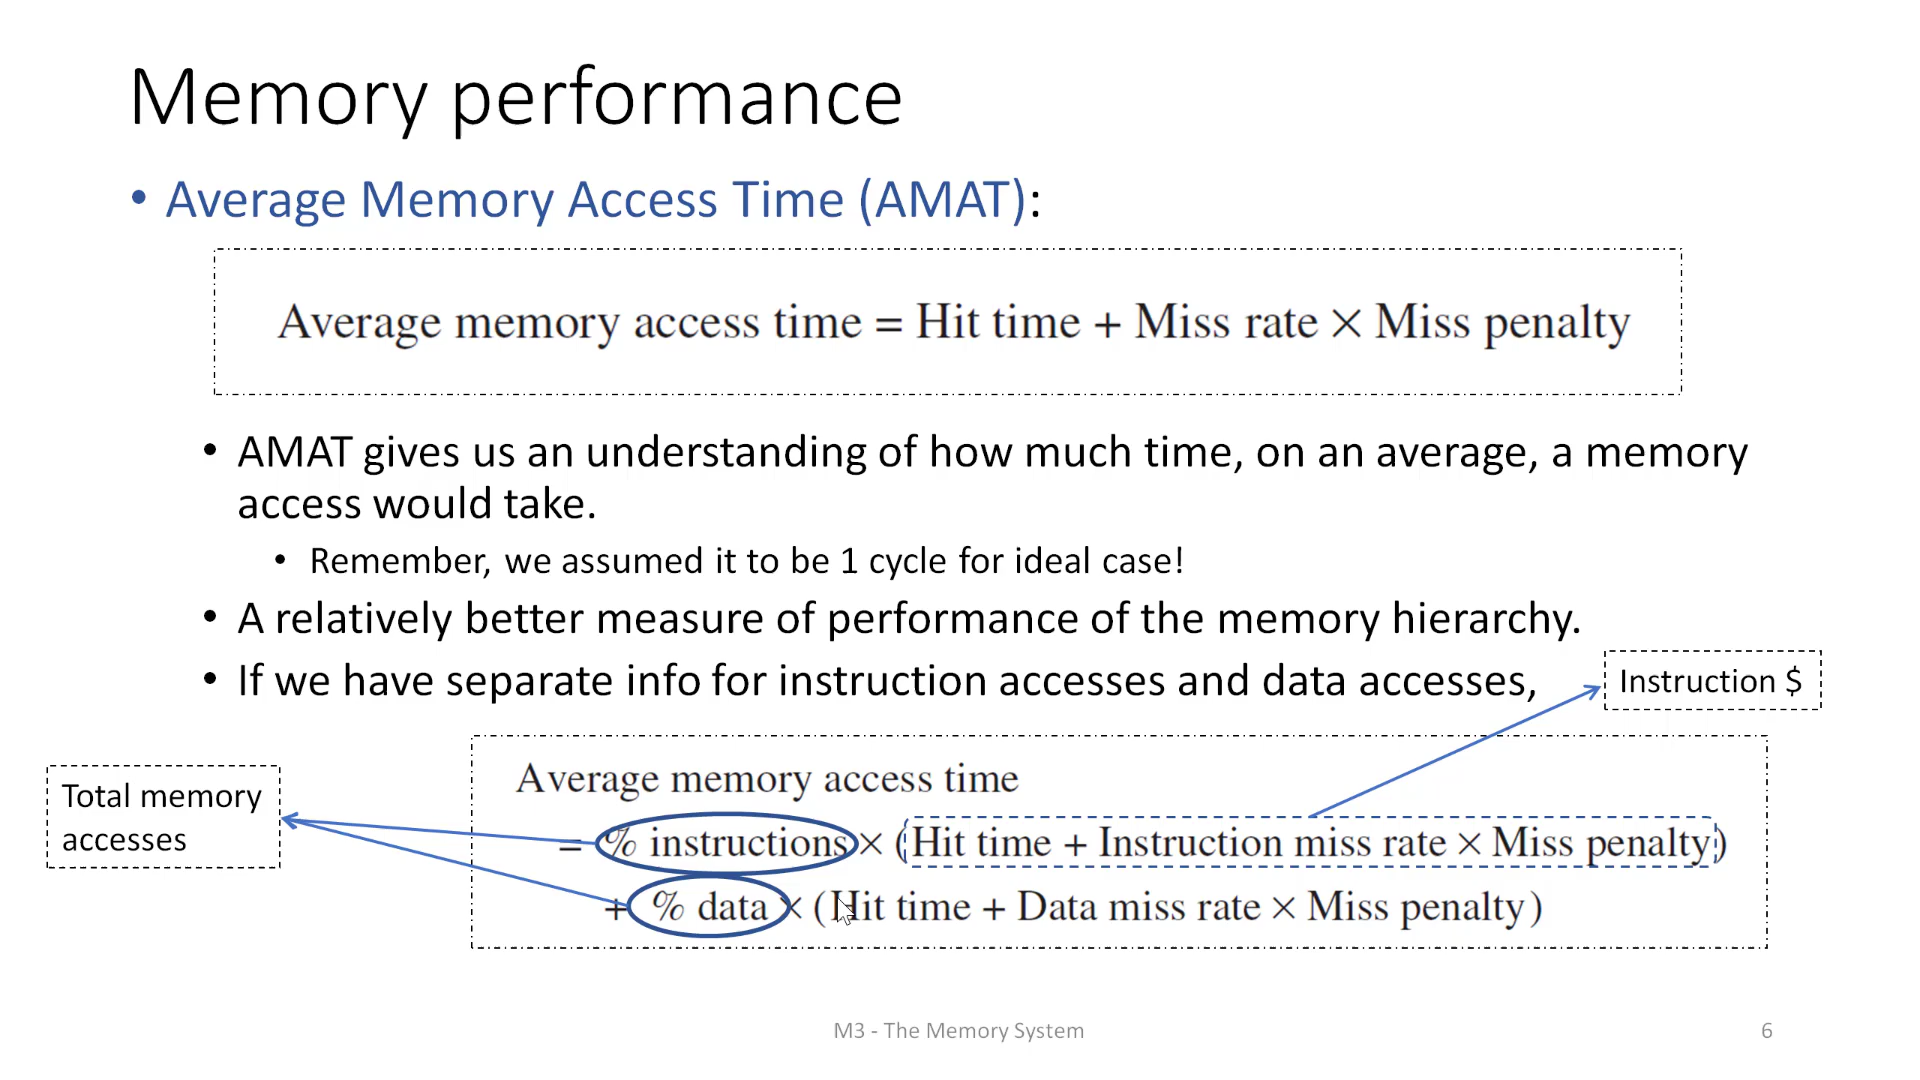 Memory performance
• Average Memory Access Time (AMAT):
Average memory access time = Hit time + Miss rate × Miss penalty
• AMAT gives us an understanding of how much time, on an average, a memory
access would take.
• Remember, we assumed it to be 1 cycle for ideal case!
• A relatively better measure of performance of the memory hierarchy.
• If we have separate info for instruction accesses and data accesses,
Instruction $
Total memory
accesses
Average memory access time
= % instructions × (Hit time + Instruction miss rate × Miss penalty)
+ % data × (Hit time + Data miss rate × Miss penalty)
M3 - The Memory System
6